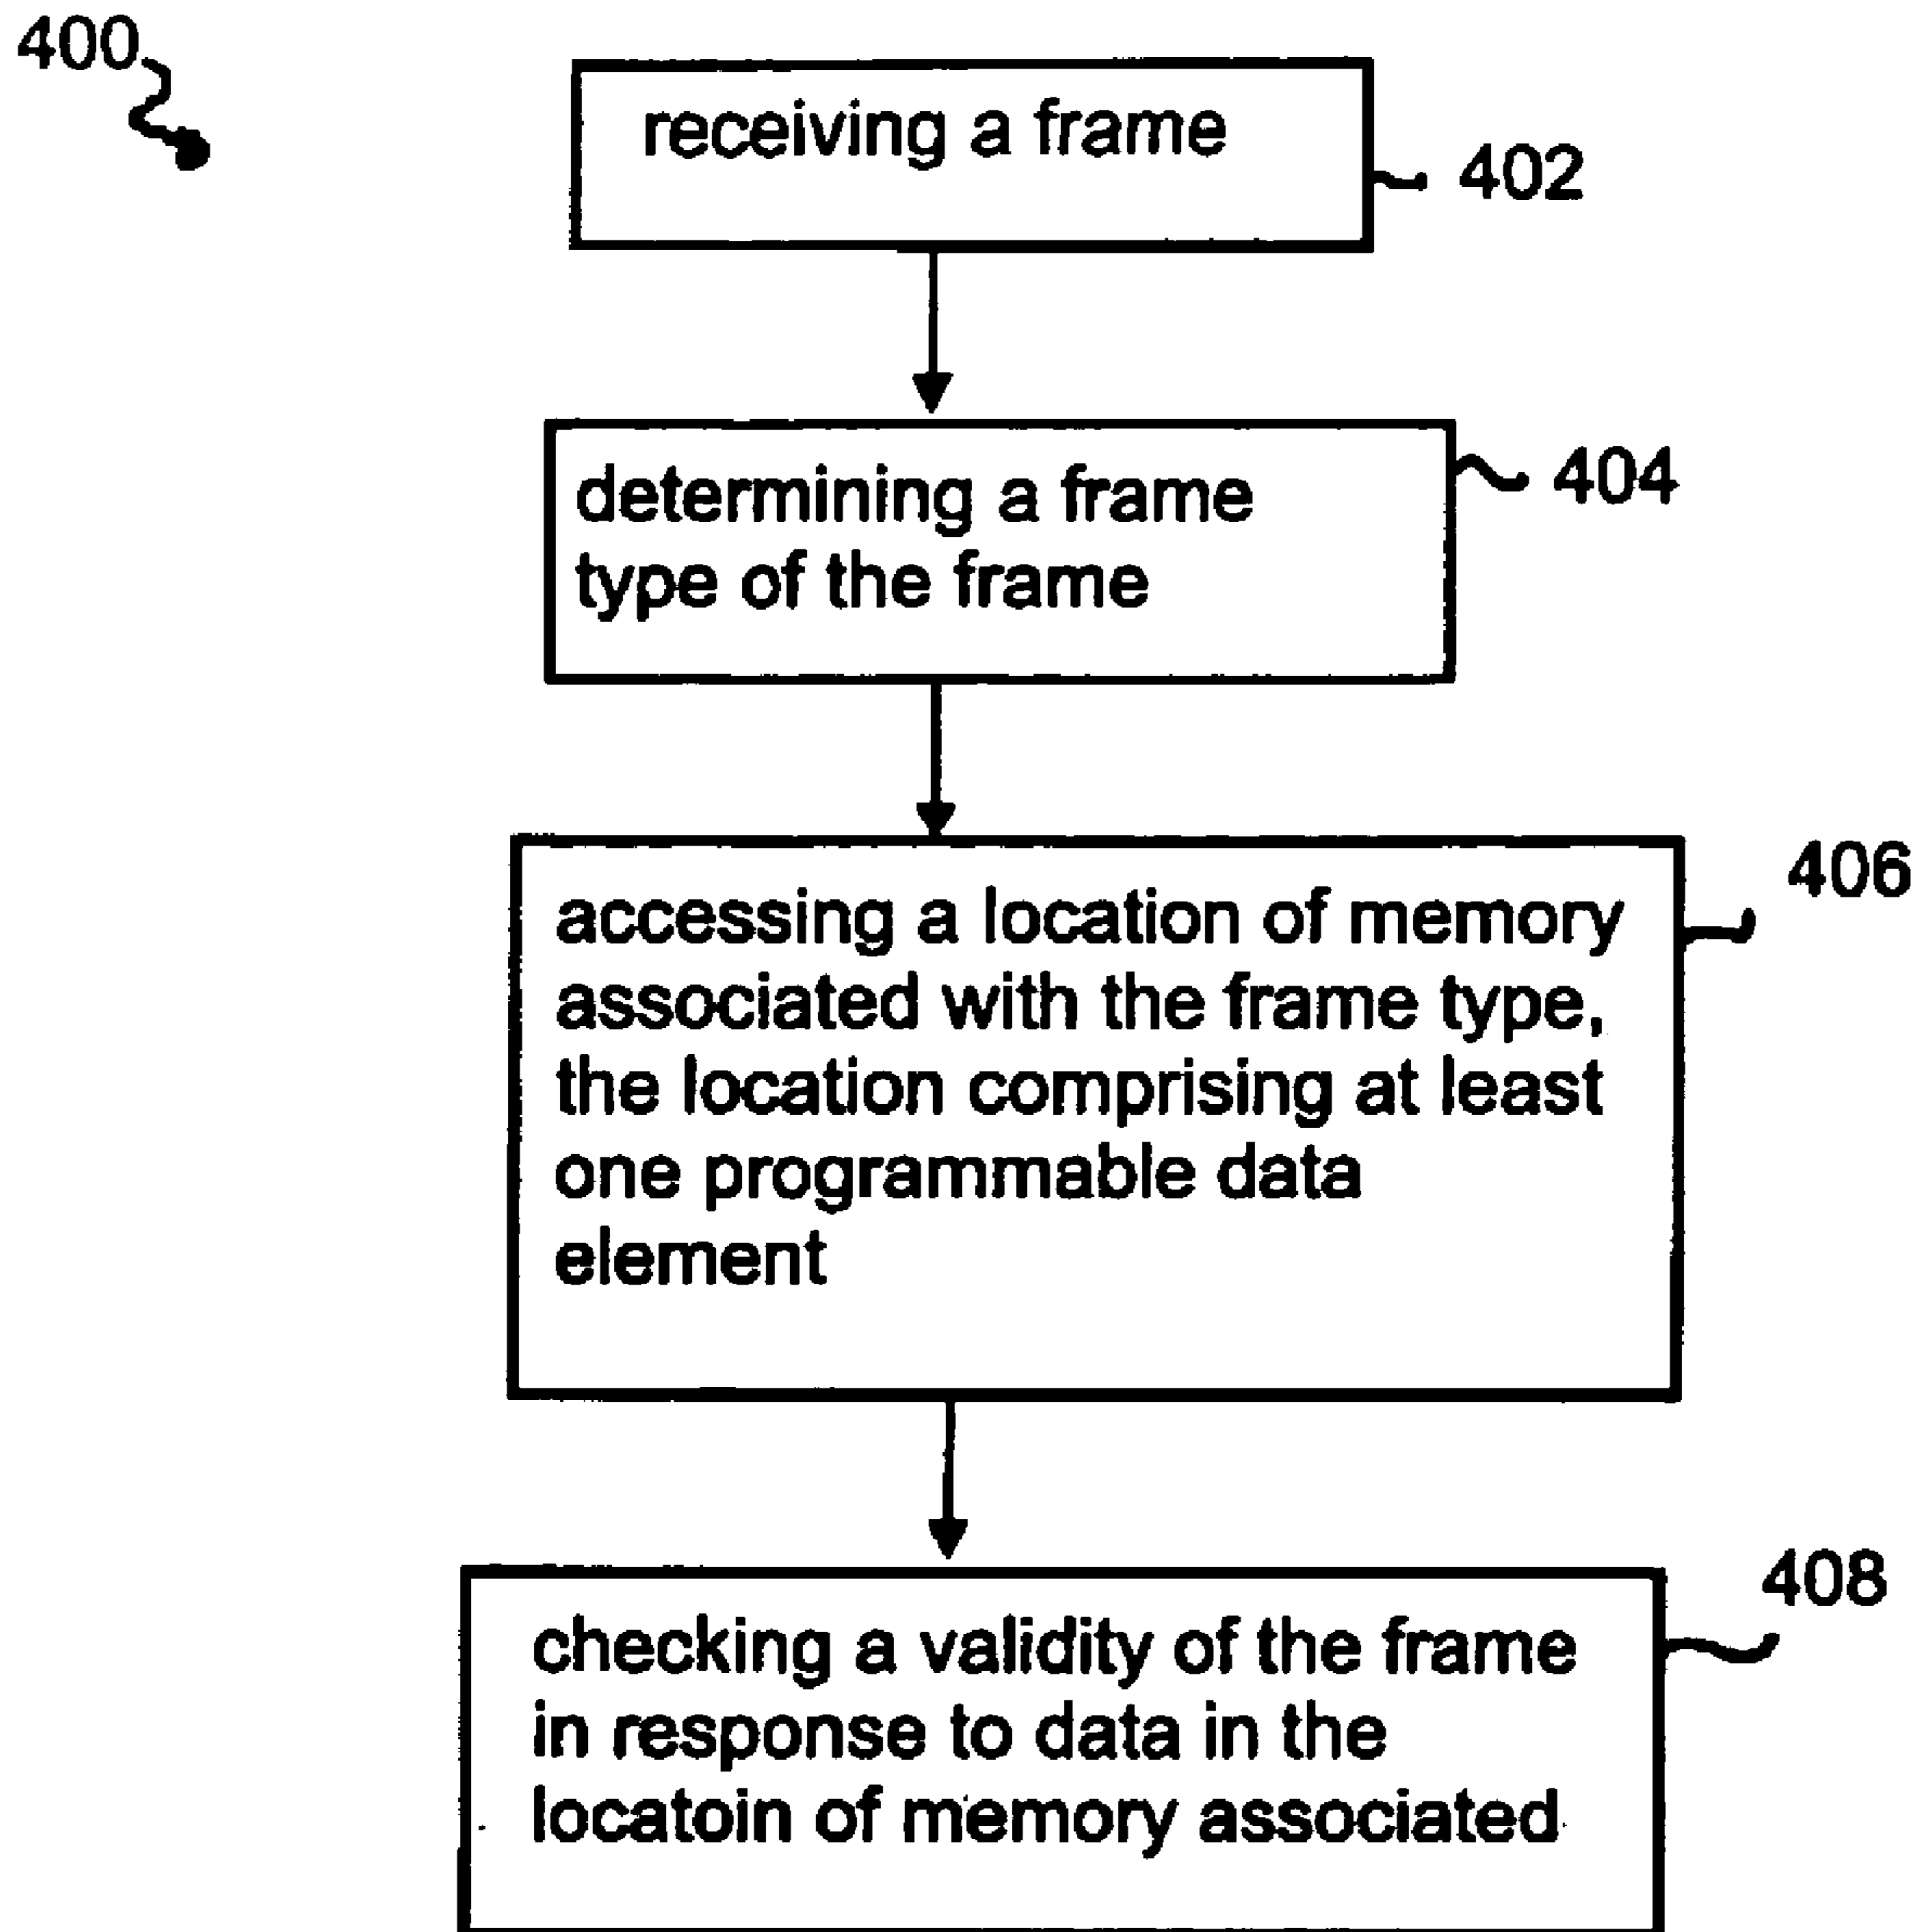 400
receiving a frame
402
determining a frame
type of the frame
404
accessing a location of memory
associated with the frame type,
the location comprising at least
one programmable data
element
406
checking a validity of the frame
in response to data in the
locatoin of memory associated
408